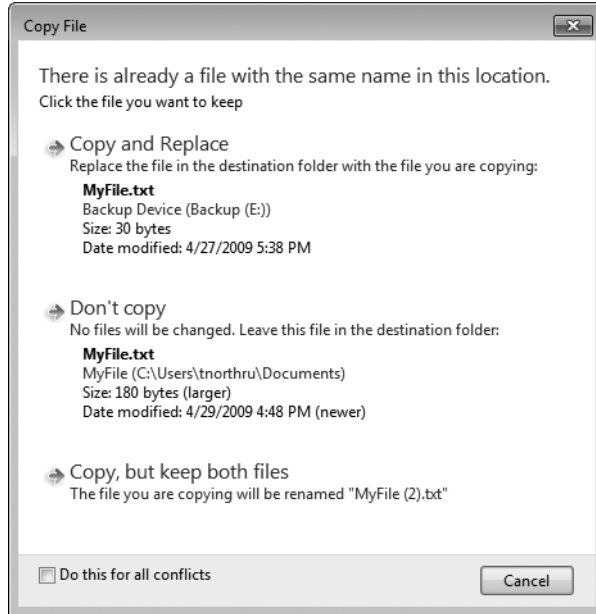 Copy File
There is already a file with the same name in this location.
Click the file you want to keep
Copy and Replace
Replace the file in the destination folder with the file you are copying:
MyFile.txt
Backup Device (Backup (E:))
Size: 30 bytes
Date modified: 4/27/2009 5:38 PM
Don't copy
No files will be changed. Leave this file in the destination folder:
MyFile.txt
MyFile (C:\Users\tnorthru\Documents)
Size: 180 bytes (larger)
Date modified: 4/29/2009 4:48 PM (newer)
Copy, but keep both files
The file you are copying will be renamed "MyFile (2).txt"
Do this for all conflicts
Cancel